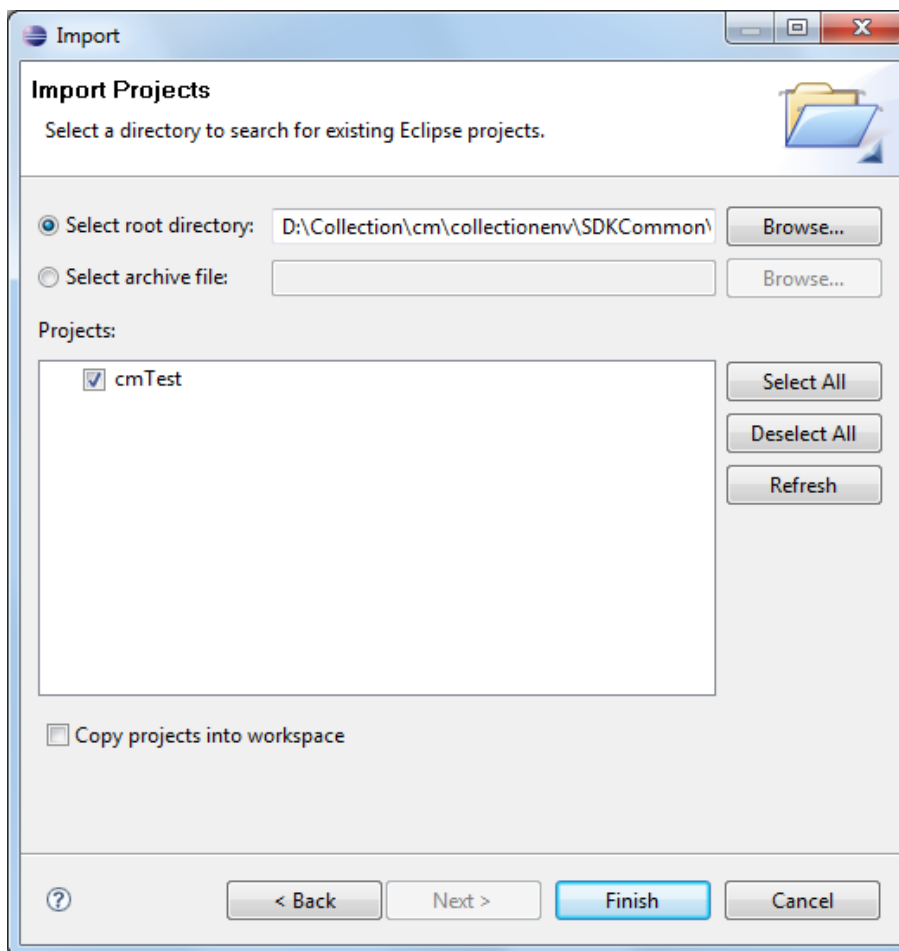 Import
Import Projects
Select a directory to search for existing Eclipse projects.
Select root directory: D:\Collection\cm\collectionenv\SDKCommon\ Browse...
Select archive file: Browse...
Projects:
cmTest
Select All
Deselect All
Refresh
Copy projects into workspace
? < Back Next > Finish Cancel